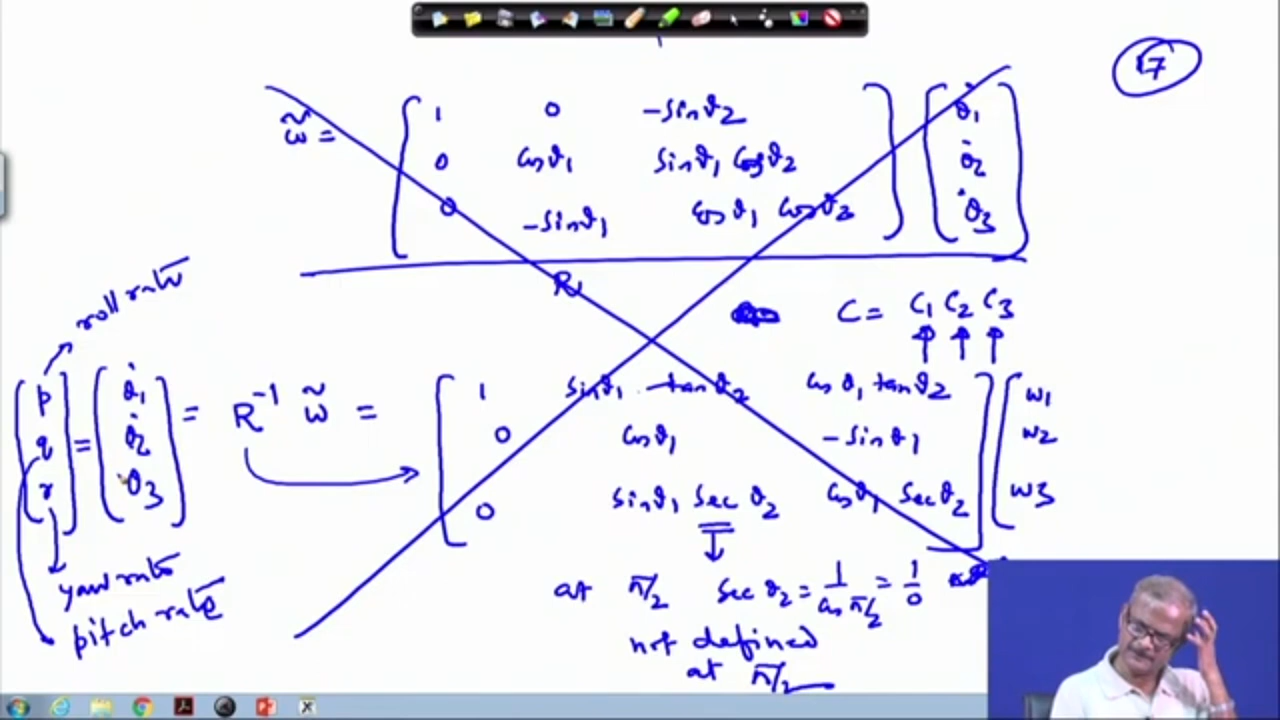 17
ω̃ = [ 1 0 -sinθ2 ] [ θ̇1 ]
[ 0 cosθ1 sinθ1 cosθ2 ] [ θ̇2 ]
[ 0 -sinθ1 cosθ1 cosθ2 ] [ θ̇3 ]
R
roll rate
C = C1 C2 C3
[ p ] = [ θ̇1 ] = R⁻¹ ω̃ = [ 1 sinθ1 tanθ2 cosθ1 tanθ2 ] [ ω1 ]
[ q ] [ θ̇2 ] [ 0 cosθ1 -sinθ1 ] [ ω2 ]
[ r ] [ θ̇3 ] [ 0 sinθ1 secθ2 cosθ1 secθ2 ] [ ω3 ]
yaw rate
pitch rate
at π/2 secθ2 = 1/cos π/2 = 1/0
not defined
at π/2